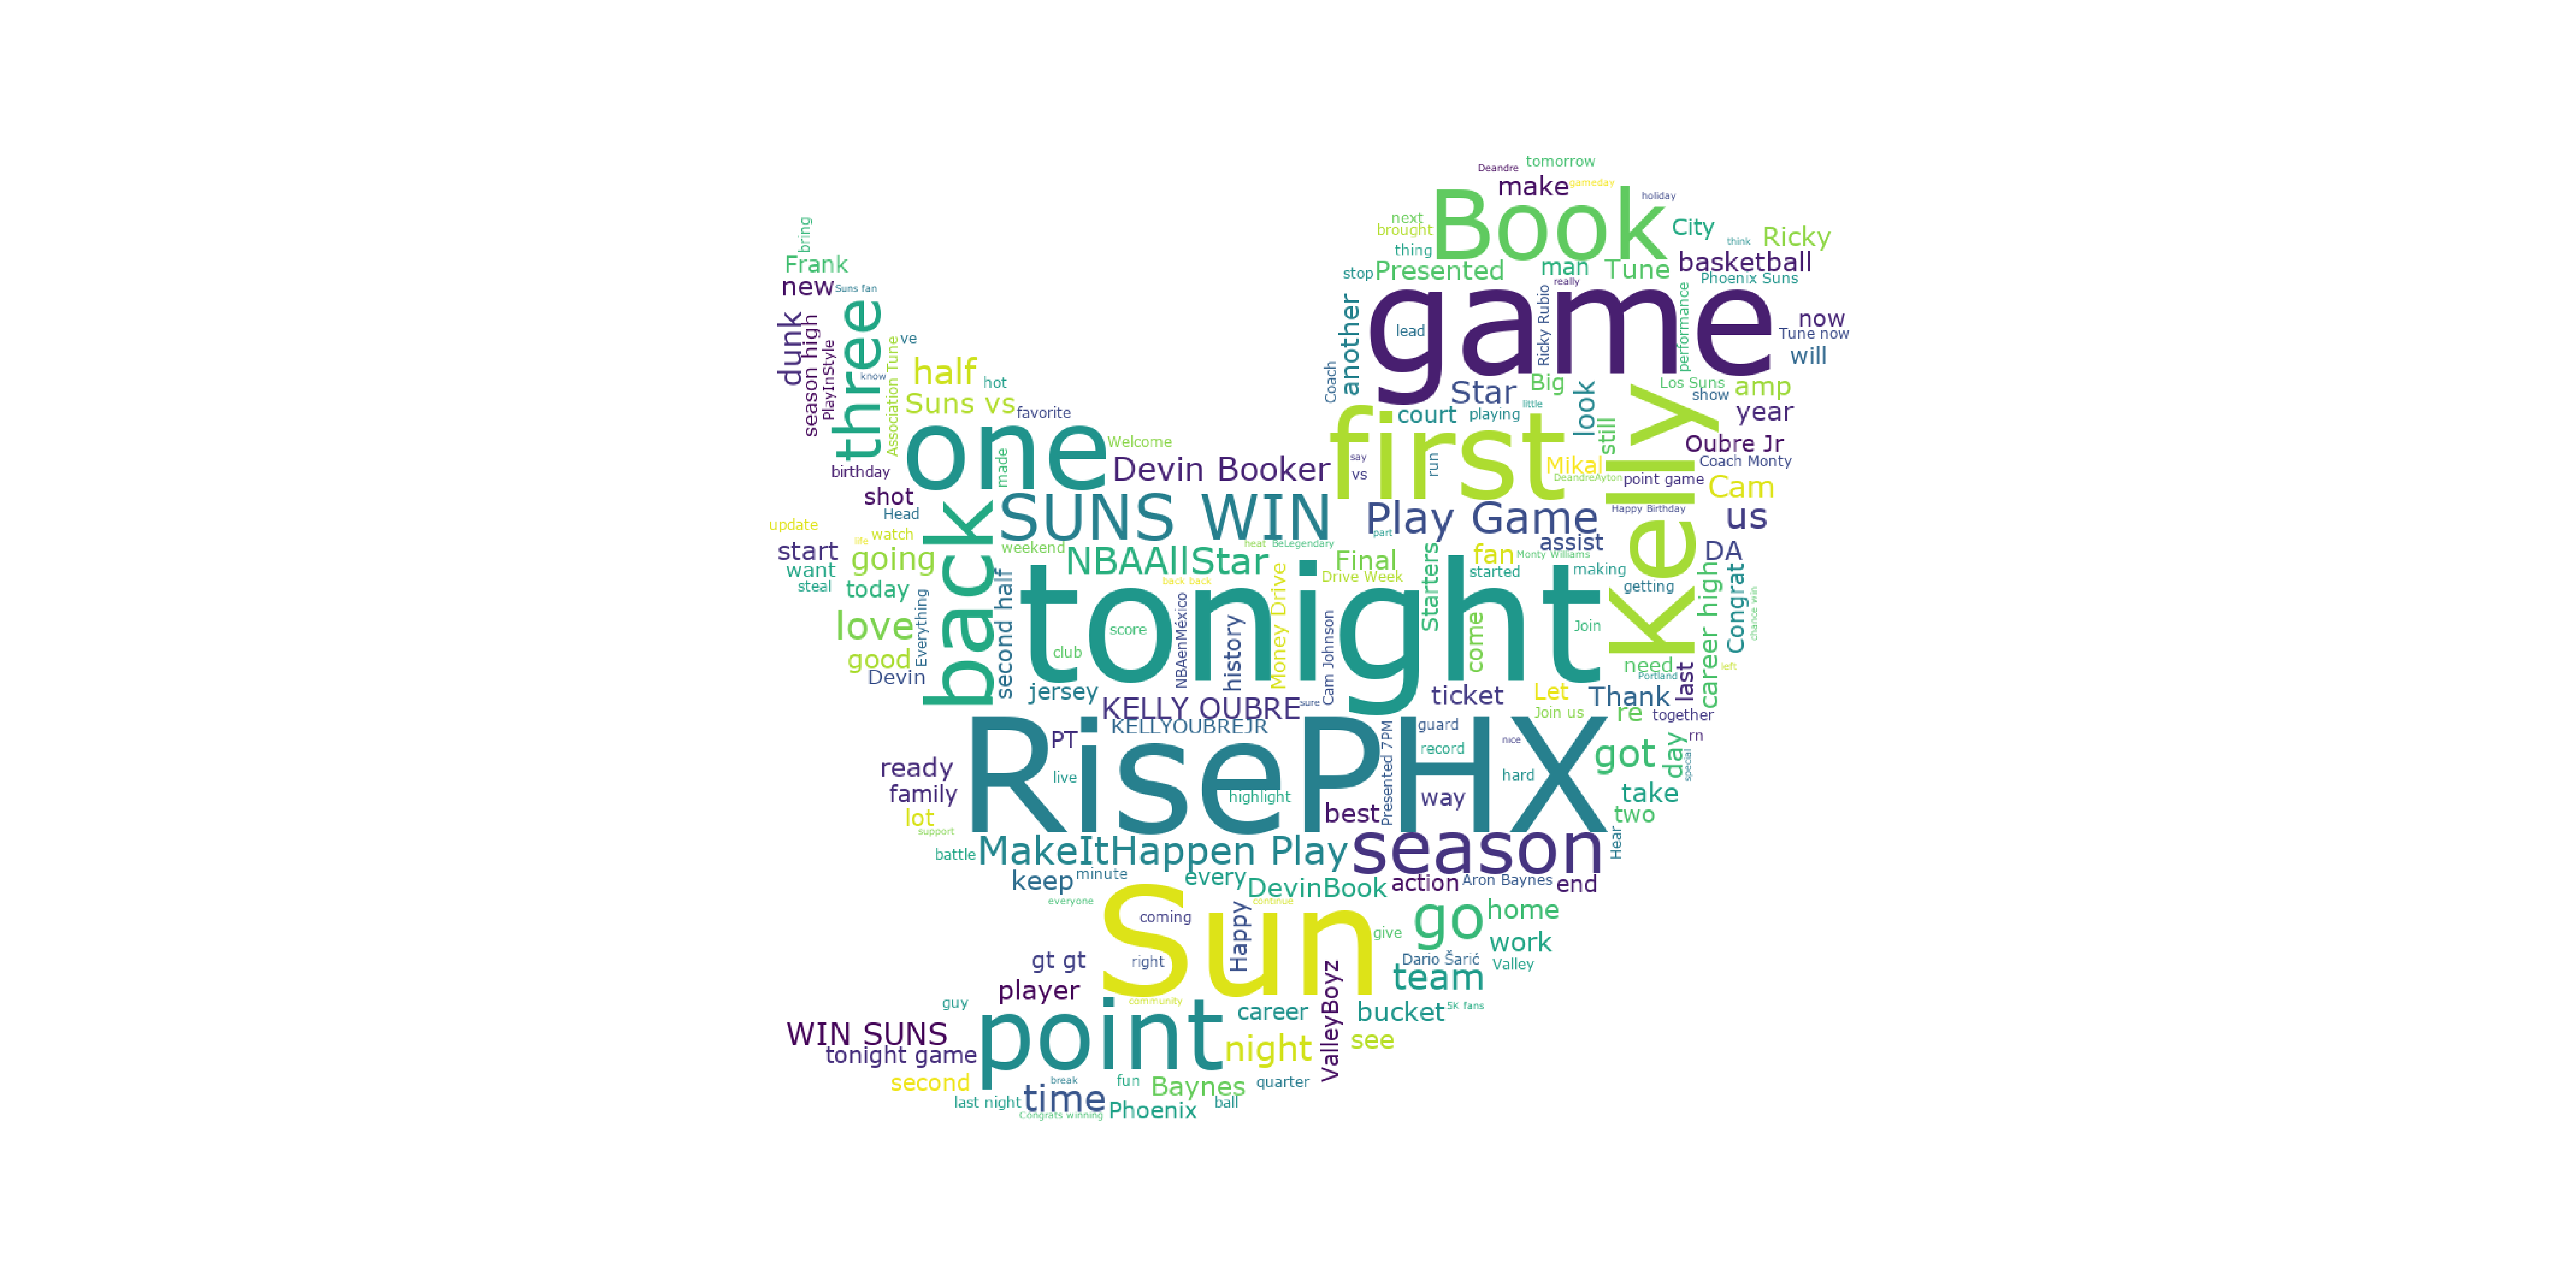 Deandre
tomorrow
make
gameday
holiday
Book
next
brought
thing
City
think
Ricky
bring
Frank
new
Suns fan
stop
Presented
man
Tune
basketball
really
Phoenix Suns
game
dunk
season high
PlayInStyle
three
know
Association Tune
ve
another
lead
Ricky Rubio
performance
now
Tune now
will
half
hot
Suns vs
favorite
Coach
Star
Big
little
look
Los Suns
show
amp
year
court
playing
first
still
Kelly
one
Welcome
made
birthday
Devin Booker
say
vs
run
Mikal
DeandreAyton
Oubre Jr
Coach Monty
point game
Cam
shot
Head
back
SUNS WIN
Play Game
Happy Birthday
us
update
life
watch
weekend
heat
BeLegendary
part
assist
start
want
steal
going
today
NBAAllStar
Final
Starters
fan
Monty Williams
DA
back back
Drive Week
started
making
getting
Congrat
career high
chance win
second half
Everything
tonight
love
good
Devin
score
club
NBAenMéxico
history
Money Drive
Cam Johnson
come
Join
need
Portland
last
left
jersey
KELLY OUBRE
sure
ticket
Let
Join us
Thank
re
together
KELLYOUBREJR
PT
guard
record
nice
rn
RisePHX
live
highlight
Presented 7PM
hard
got
day
special
ready
family
lot
support
best
way
take
two
battle
MakeItHappen Play
season
Hear
keep
minute
every
DevinBook
action
Aron Baynes
end
everyone
Sun
coming
Happy
continue
give
go
home
work
gt gt
right
Dario Šarić
Valley
player
community
team
guy
career
ValleyBoyz
bucket
5K fans
WIN SUNS
tonight game
point
night
see
second
break
fun
Baynes
quarter
last night
time
Congrats winning
Phoenix
ball